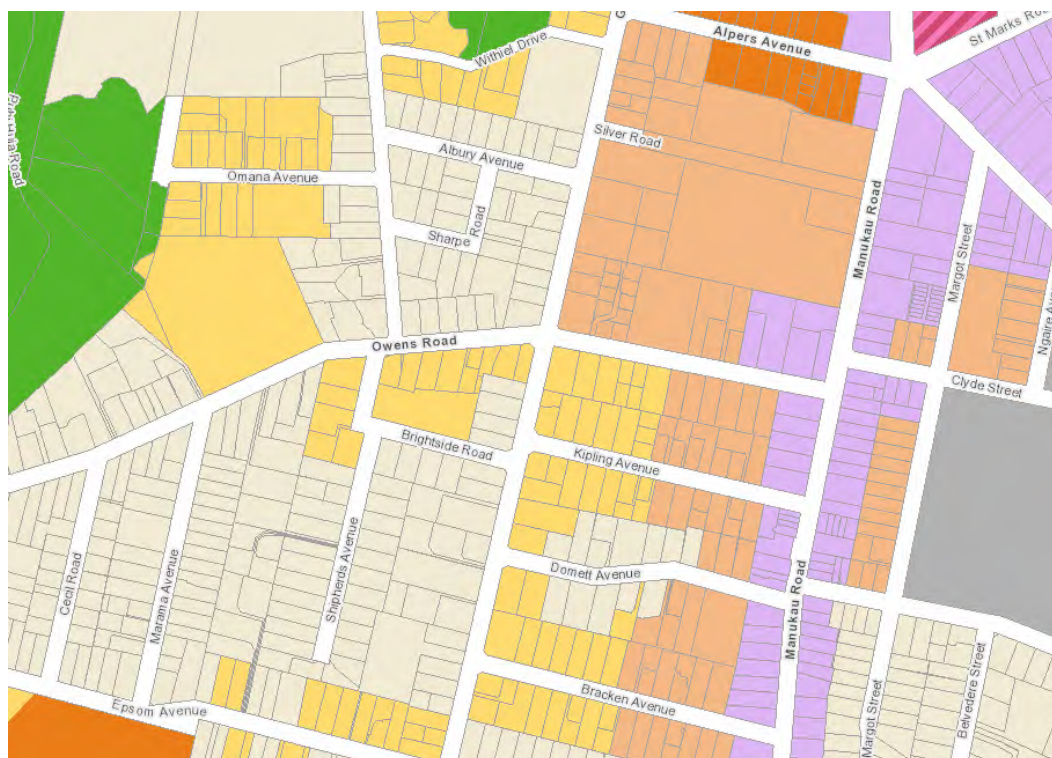 G
St Marks Ro
Alpers Avenue
Withiel Drive
Silver Road
Albury Avenue
Omana Avenue
Road
Sharpe
Manukau Road
Margot Street
Ngaire Ave
Owens Road
Clyde Street
Brightside Road
Kipling Avenue
Domett Avenue
Shipherds Avenue
Marama Avenue
Cecil Road
Manukau Road
Bracken Avenue
Epsom Avenue
Margot Street
Belvedere Street